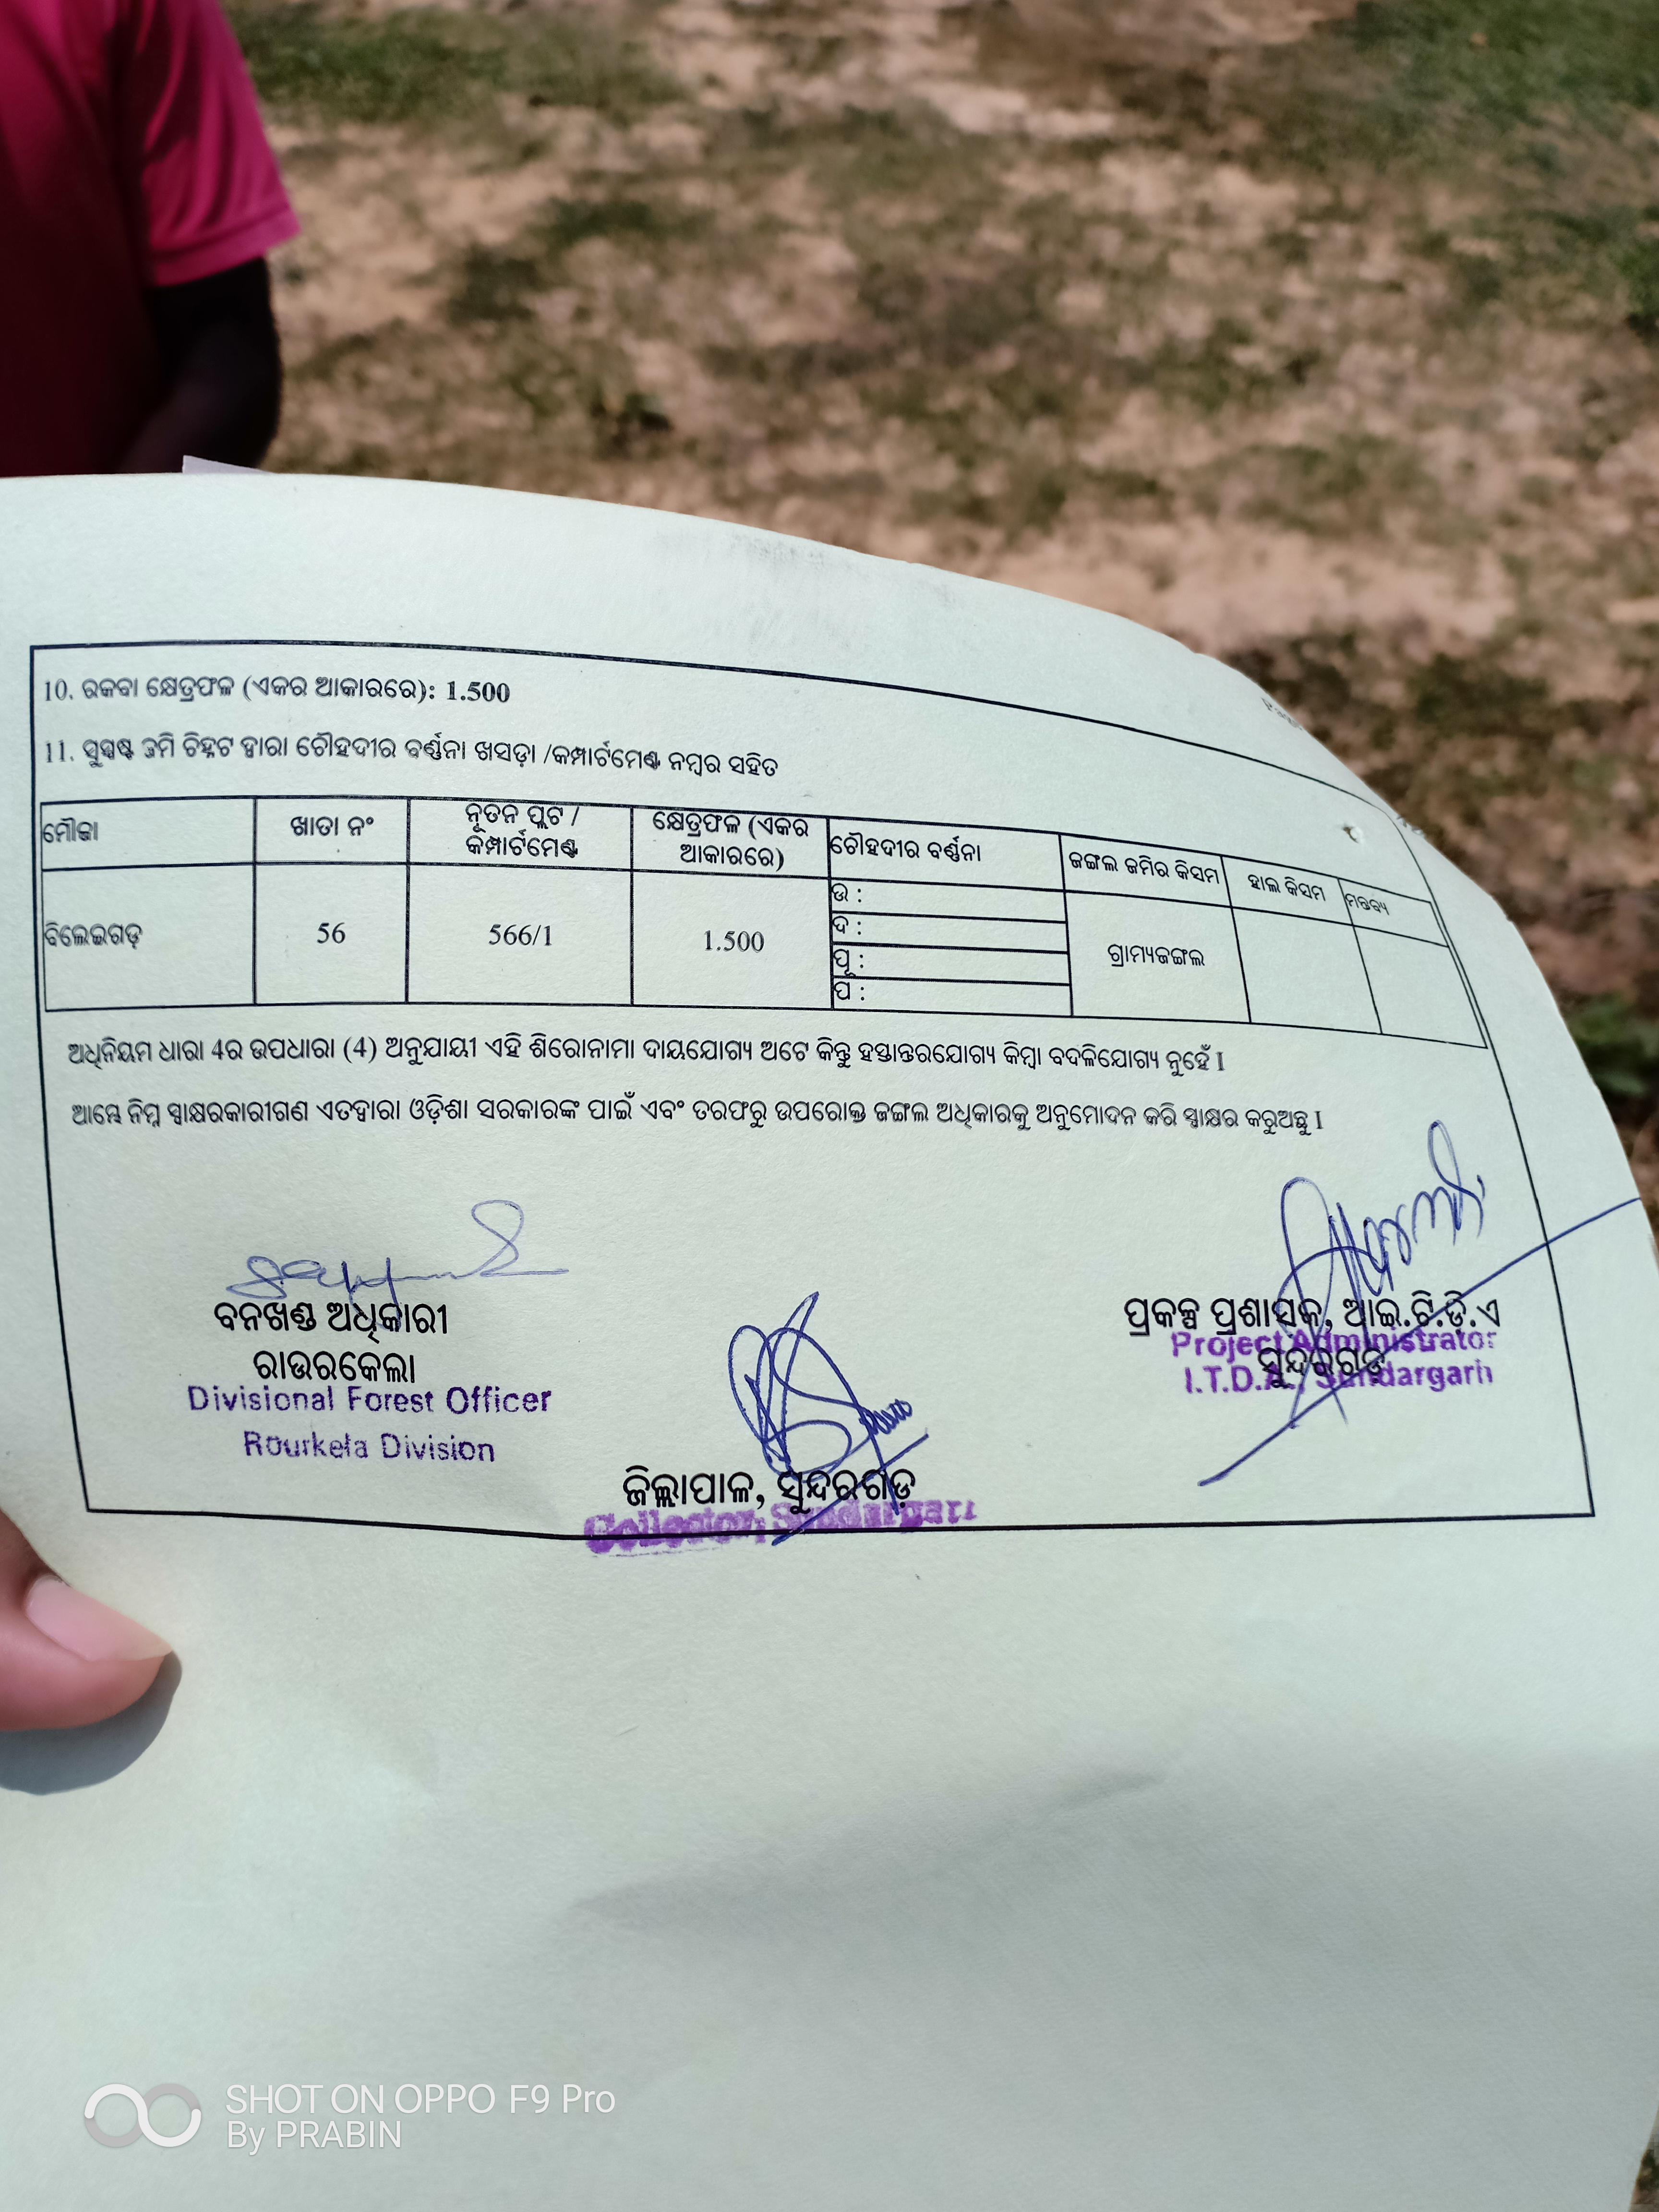 10. ରକବା କ୍ଷେତ୍ରଫଳ (ଏକର ଆକାରରେ): 1.500
11. ସୁସ୍ପଷ୍ଟ ଜମି ଚିହ୍ନଟ ଦ୍ୱାରା ଚୌହଦୀର ବର୍ଣ୍ଣନା ଖସଡ଼ା /କମ୍ପାର୍ଟମେଣ୍ଟ ନମ୍ବର ସହିତ
ମୌଜା ଖାତା ନଂ ନୂତନ ପ୍ଲଟ / କମ୍ପାର୍ଟମେଣ୍ଟ କ୍ଷେତ୍ରଫଳ (ଏକର ଆକାରରେ) ଚୌହଦୀର ବର୍ଣ୍ଣନା ଜଙ୍ଗଲ ଜମିର କିସମ ହାଲ କିସମ ମନ୍ତବ୍ୟ
ବିଲେଇଗଡ଼ 56 566/1 1.500 ଉ : ଗ୍ରାମ୍ୟଜଙ୍ଗଲ
ଦ :
ପୂ :
ପ :
ଅଧିନିୟମ ଧାରା 4ର ଉପଧାରା (4) ଅନୁଯାୟୀ ଏହି ଶିରୋନାମା ଦାୟଯୋଗ୍ୟ ଅଟେ କିନ୍ତୁ ହସ୍ତାନ୍ତରଯୋଗ୍ୟ କିମ୍ବା ବଦଳିଯୋଗ୍ୟ ନୁହେଁ I
ଆମ୍ଭେ ନିମ୍ନ ସ୍ୱାକ୍ଷରକାରୀଗଣ ଏତଦ୍ୱାରା ଓଡ଼ିଶା ସରକାରଙ୍କ ପାଇଁ ଏବଂ ତରଫରୁ ଉପରୋକ୍ତ ଜଙ୍ଗଲ ଅଧିକାରକୁ ଅନୁମୋଦନ କରି ସ୍ୱାକ୍ଷର କରୁଅଛୁ I
ବନଖଣ୍ଡ ଅଧିକାରୀ
ରାଉରକେଲା
Divisional Forest Officer
Rourkela Division
ଜିଲ୍ଲାପାଳ, ସୁନ୍ଦରଗଡ଼
Collector, Sundargarh
ପ୍ରକଳ୍ପ ପ୍ରଶାସକ, ଆଇ.ଟି.ଡ଼ି.ଏ
Project Administrator
ସୁନ୍ଦରଗଡ଼
I.T.D.A., Sundargarh
SHOT ON OPPO F9 Pro
By PRABIN